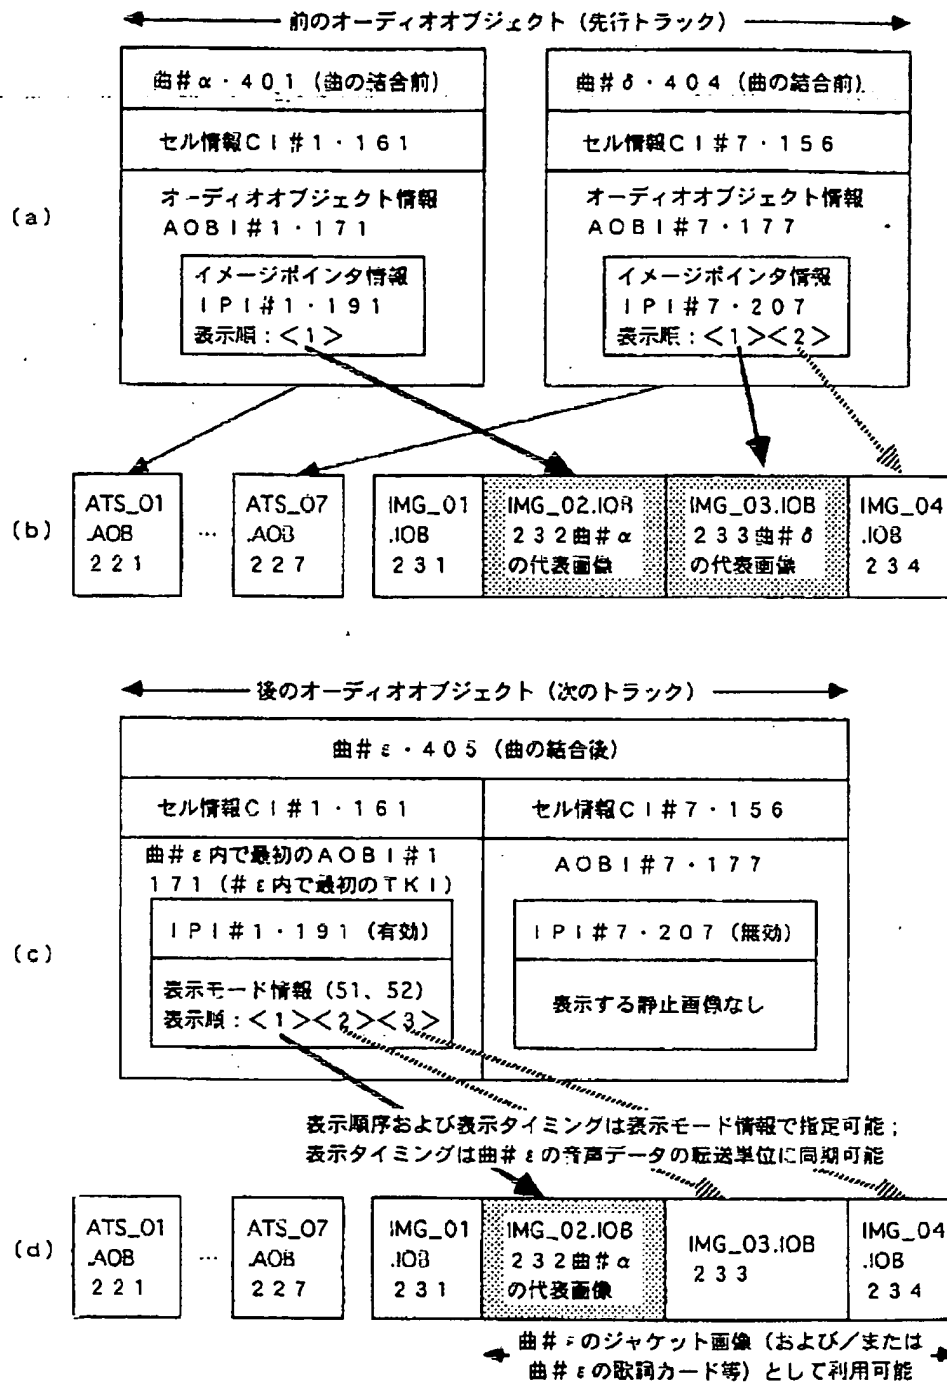 前のオーディオオブジェクト（先行トラック）
曲＃α・４０１（曲の結合前）
曲＃δ・４０４（曲の結合前）
セル情報ＣＩ＃１・１６１
セル情報ＣＩ＃７・１５６
(a)
オーディオオブジェクト情報
ＡＯＢＩ＃１・１７１
オーディオオブジェクト情報
ＡＯＢＩ＃７・１７７
イメージポインタ情報
ＩＰＩ＃１・１９１
表示順：＜１＞
イメージポインタ情報
ＩＰＩ＃７・２０７
表示順：＜１＞＜２＞
(b)
ATS_01
.AOB
２２１
…
ATS_07
.AOB
２２７
IMG_01
.IOB
２３１
IMG_02.IOB
２３２曲＃α
の代表画像
IMG_03.IOB
２３３曲＃δ
の代表画像
IMG_04
.IOB
２３４
後のオーディオオブジェクト（次のトラック）
曲＃ε・４０５（曲の結合後）
セル情報ＣＩ＃１・１６１
セル情報ＣＩ＃７・１５６
(c)
曲＃ε内で最初のＡＯＢＩ＃１
１７１（＃ε内で最初のＴＫＩ）
ＡＯＢＩ＃７・１７７
ＩＰＩ＃１・１９１（有効）
ＩＰＩ＃７・２０７（無効）
表示モード情報（51、52）
表示順：＜１＞＜２＞＜３＞
表示する静止画像なし
表示順序および表示タイミングは表示モード情報で指定可能；
表示タイミングは曲＃εの音声データの転送単位に同期可能
(d)
ATS_01
.AOB
２２１
…
ATS_07
.AOB
２２７
IMG_01
.IOB
２３１
IMG_02.IOB
２３２曲＃α
の代表画像
IMG_03.IOB
２３３
IMG_04
.IOB
２３４
曲＃εのジャケット画像（および／または
曲＃εの歌詞カード等）として利用可能